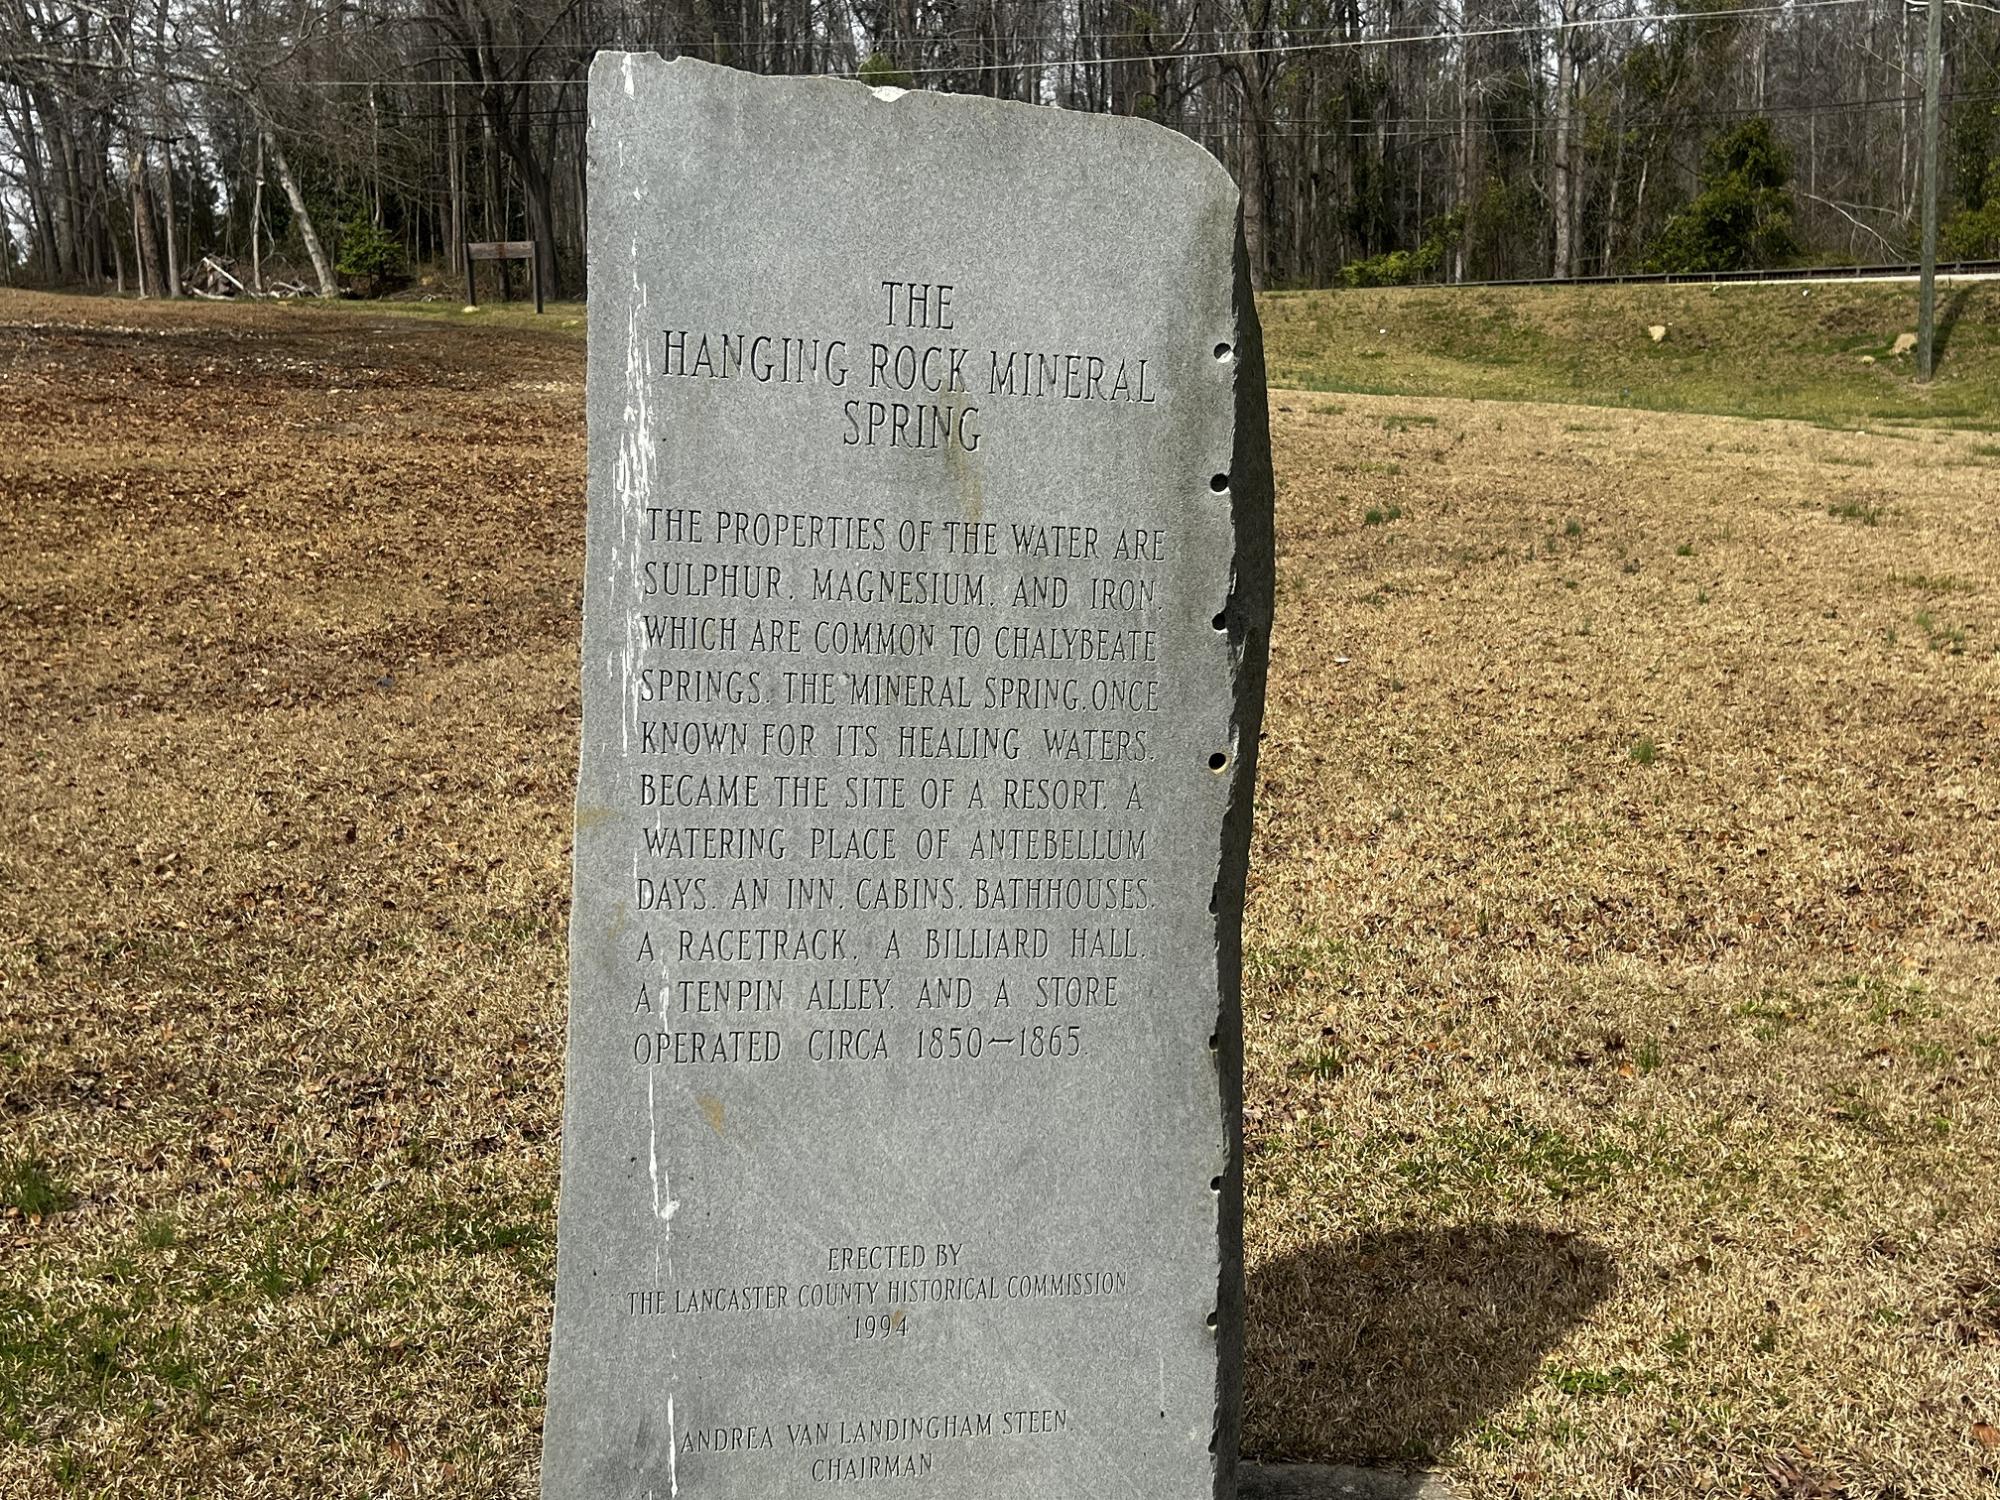 THE
HANGING ROCK MINERAL
SPRING
THE PROPERTIES OF THE WATER ARE
SULPHUR, MAGNESIUM, AND IRON,
WHICH ARE COMMON TO CHALYBEATE
SPRINGS. THE MINERAL SPRING, ONCE
KNOWN FOR ITS HEALING WATERS,
BECAME THE SITE OF A RESORT, A
WATERING PLACE OF ANTEBELLUM
DAYS. AN INN, CABINS, BATHHOUSES,
A RACETRACK, A BILLIARD HALL,
A TENPIN ALLEY, AND A STORE
OPERATED CIRCA 1850-1865.
ERECTED BY
THE LANCASTER COUNTY HISTORICAL COMMISSION
1994
ANDREA VAN LANDINGHAM STEEN,
CHAIRMAN